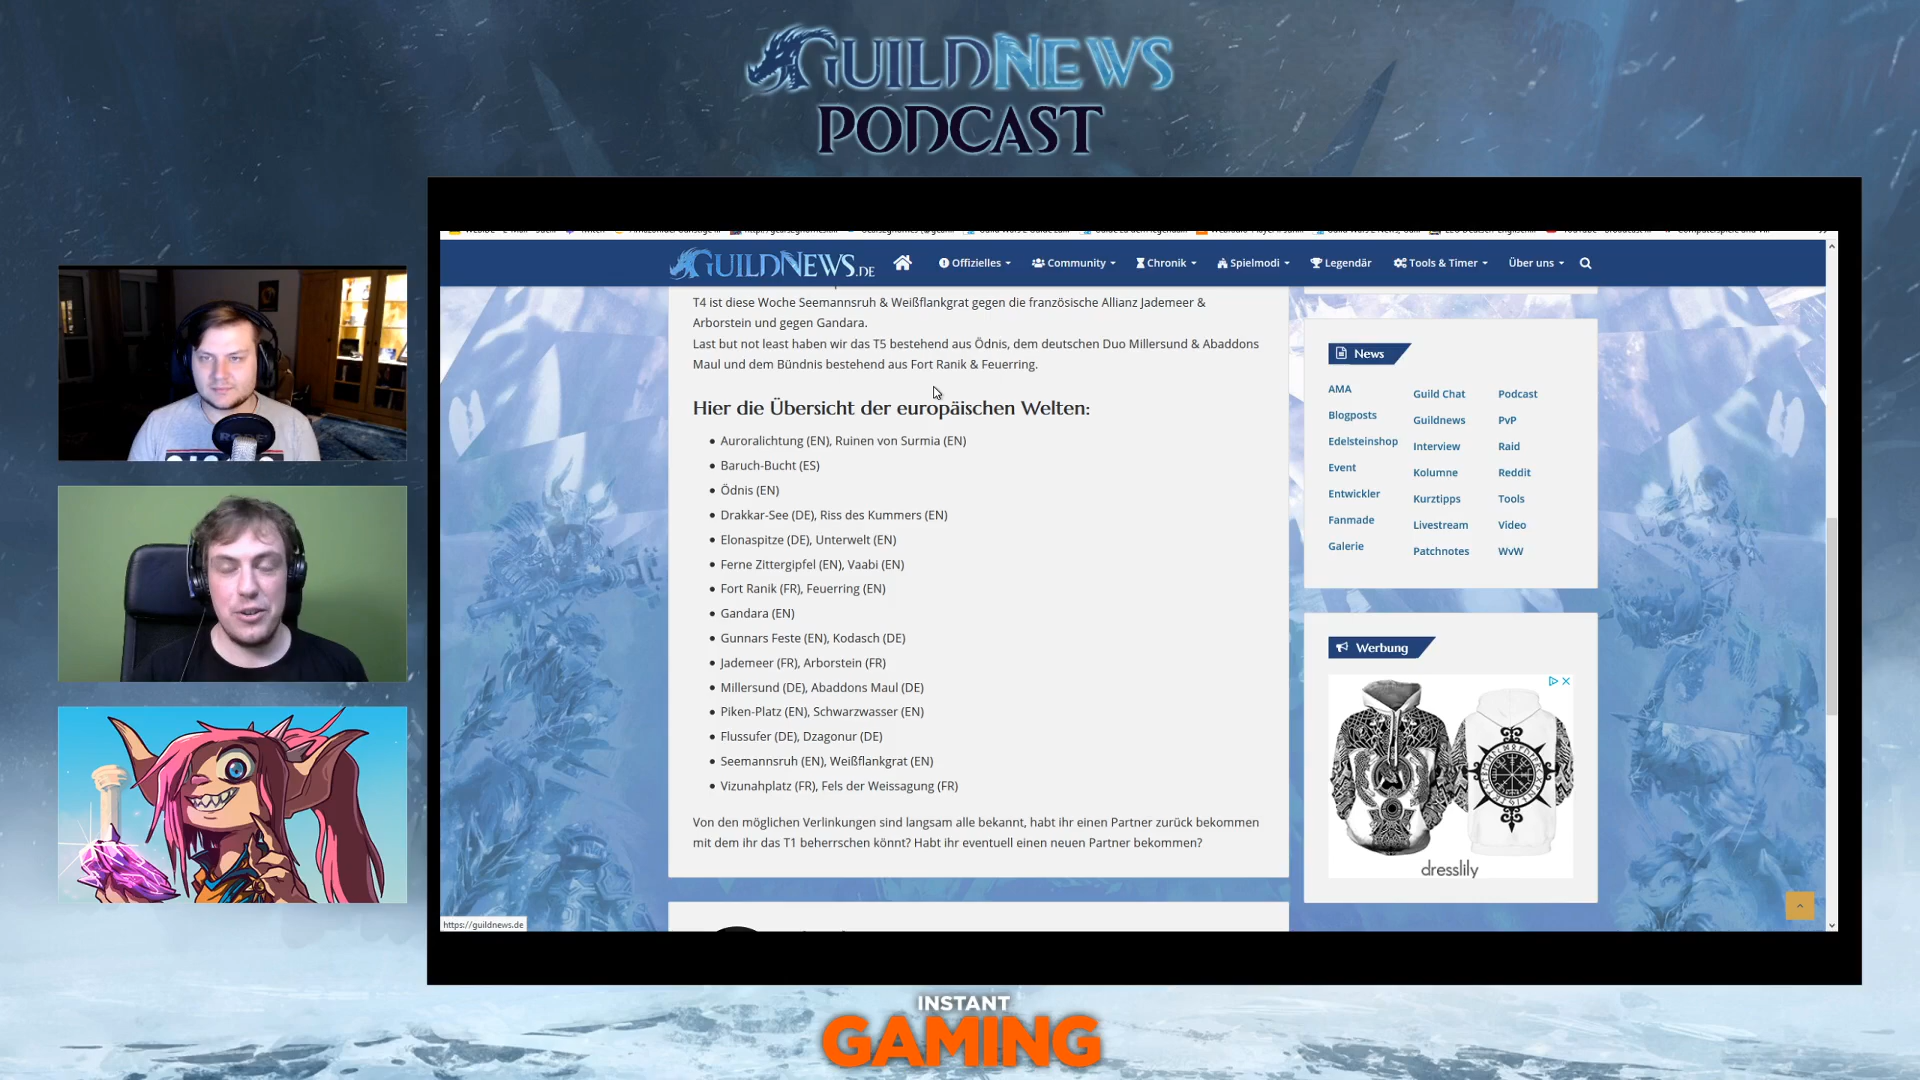 GUILDNEWS
PODCAST
GUILDNEWS.DE
Offizielles
Community
Chronik
Spielmodi
Legendär
Tools & Timer
Über uns
T4 ist diese Woche Seemannsruh & Weißflankgrat gegen die französische Allianz Jademeer &
Arborstein und gegen Gandara.
Last but not least haben wir das T5 bestehend aus Ödnis, dem deutschen Duo Millersund & Abaddons
Maul und dem Bündnis bestehend aus Fort Ranik & Feuerring.
Hier die Übersicht der europäischen Welten:
Auroralichtung (EN), Ruinen von Surmia (EN)
Baruch-Bucht (ES)
Ödnis (EN)
Drakkar-See (DE), Riss des Kummers (EN)
Elonaspitze (DE), Unterwelt (EN)
Ferne Zittergipfel (EN), Vaabi (EN)
Fort Ranik (FR), Feuerring (EN)
Gandara (EN)
Gunnars Feste (EN), Kodasch (DE)
Jademeer (FR), Arborstein (FR)
Millersund (DE), Abaddons Maul (DE)
Piken-Platz (EN), Schwarzwasser (EN)
Flussufer (DE), Dzagonur (DE)
Seemannsruh (EN), Weißflankgrat (EN)
Vizunahplatz (FR), Fels der Weissagung (FR)
Von den möglichen Verlinkungen sind langsam alle bekannt, habt ihr einen Partner zurück bekommen
mit dem ihr das T1 beherrschen könnt? Habt ihr eventuell einen neuen Partner bekommen?
News
AMA
Blogposts
Edelsteinshop
Event
Entwickler
Fanmade
Galerie
Guild Chat
Guildnews
Interview
Kolumne
Kurztipps
Livestream
Patchnotes
Podcast
PvP
Raid
Reddit
Tools
Video
WvW
Werbung
dresslily
https://guildnews.de
RODE
INSTANT
GAMING